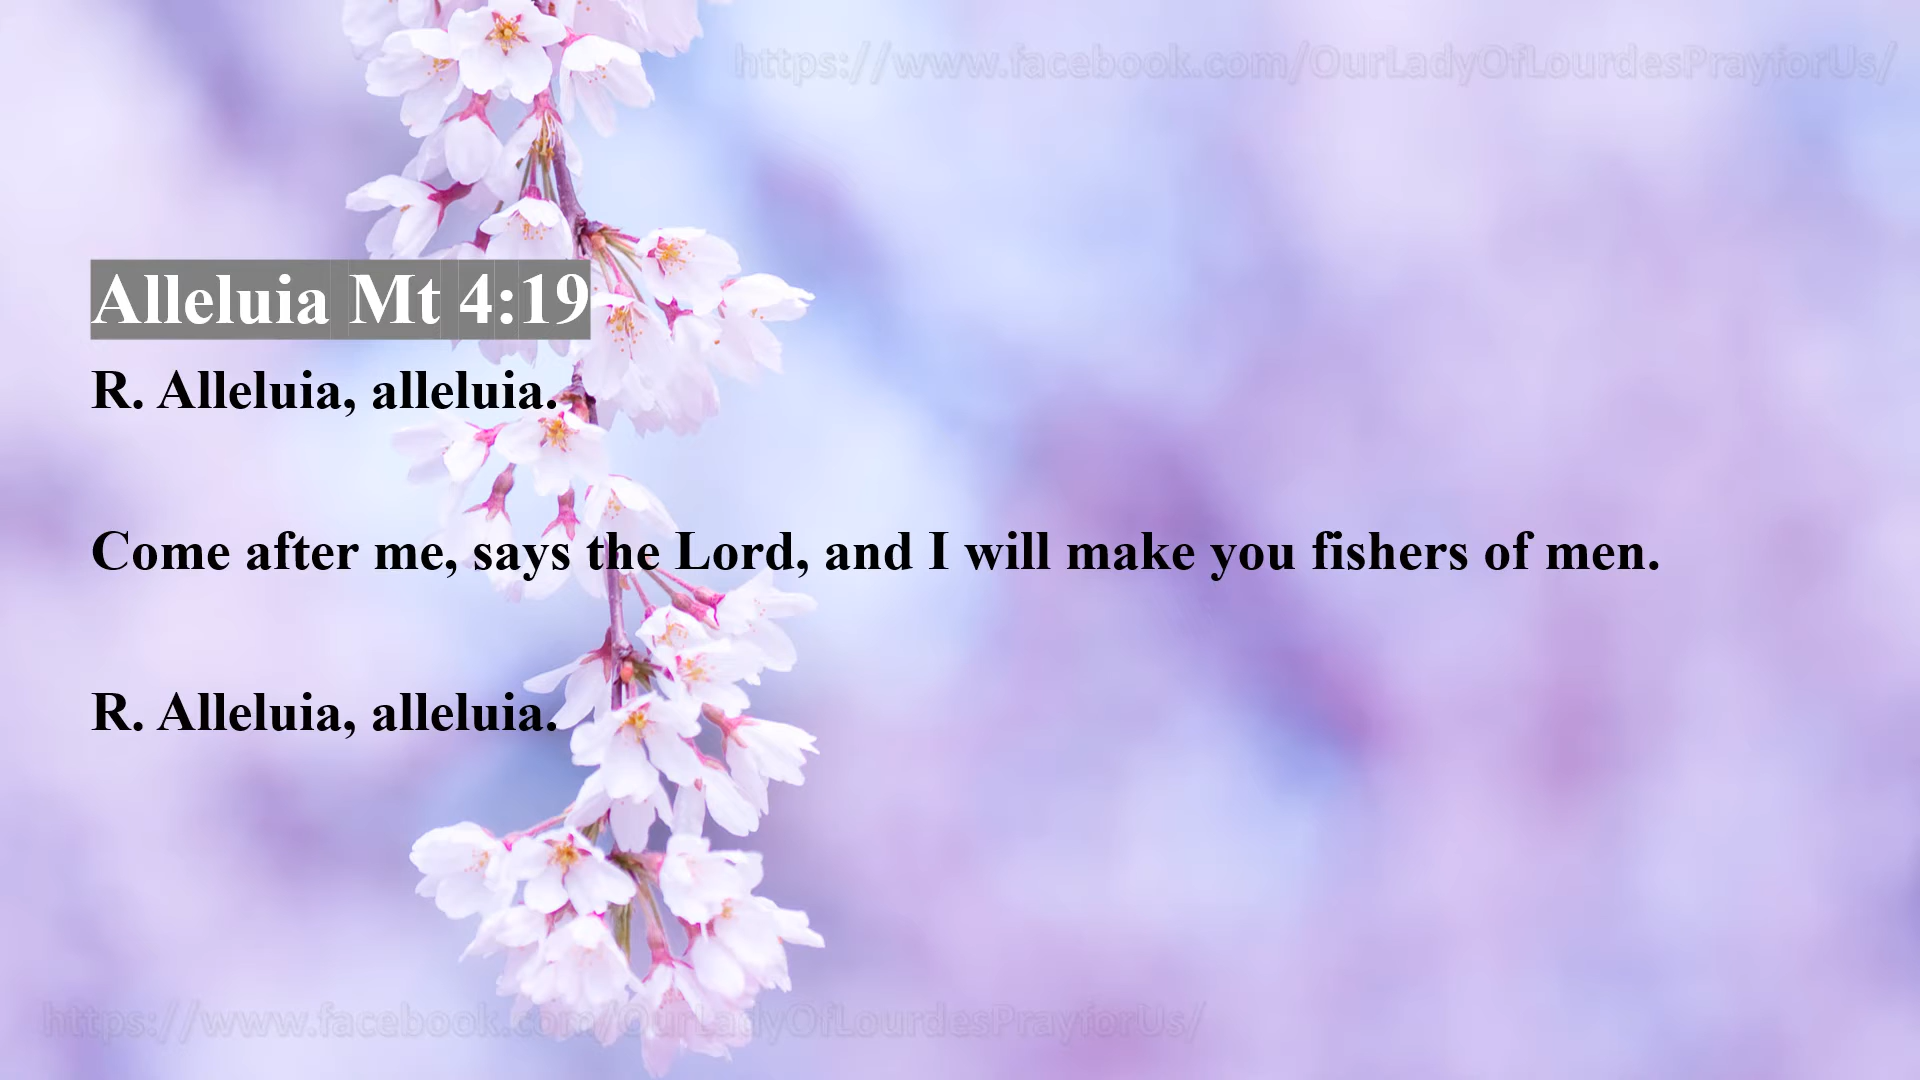 https://www.facebook.com/OurLadyOfLourdesPrayforUs/
Alleluia Mt 4:19
R. Alleluia, alleluia.
Come after me, says the Lord, and I will make you fishers of men.
R. Alleluia, alleluia.
https://www.facebook.com/OurLadyOfLourdesPrayforUs/